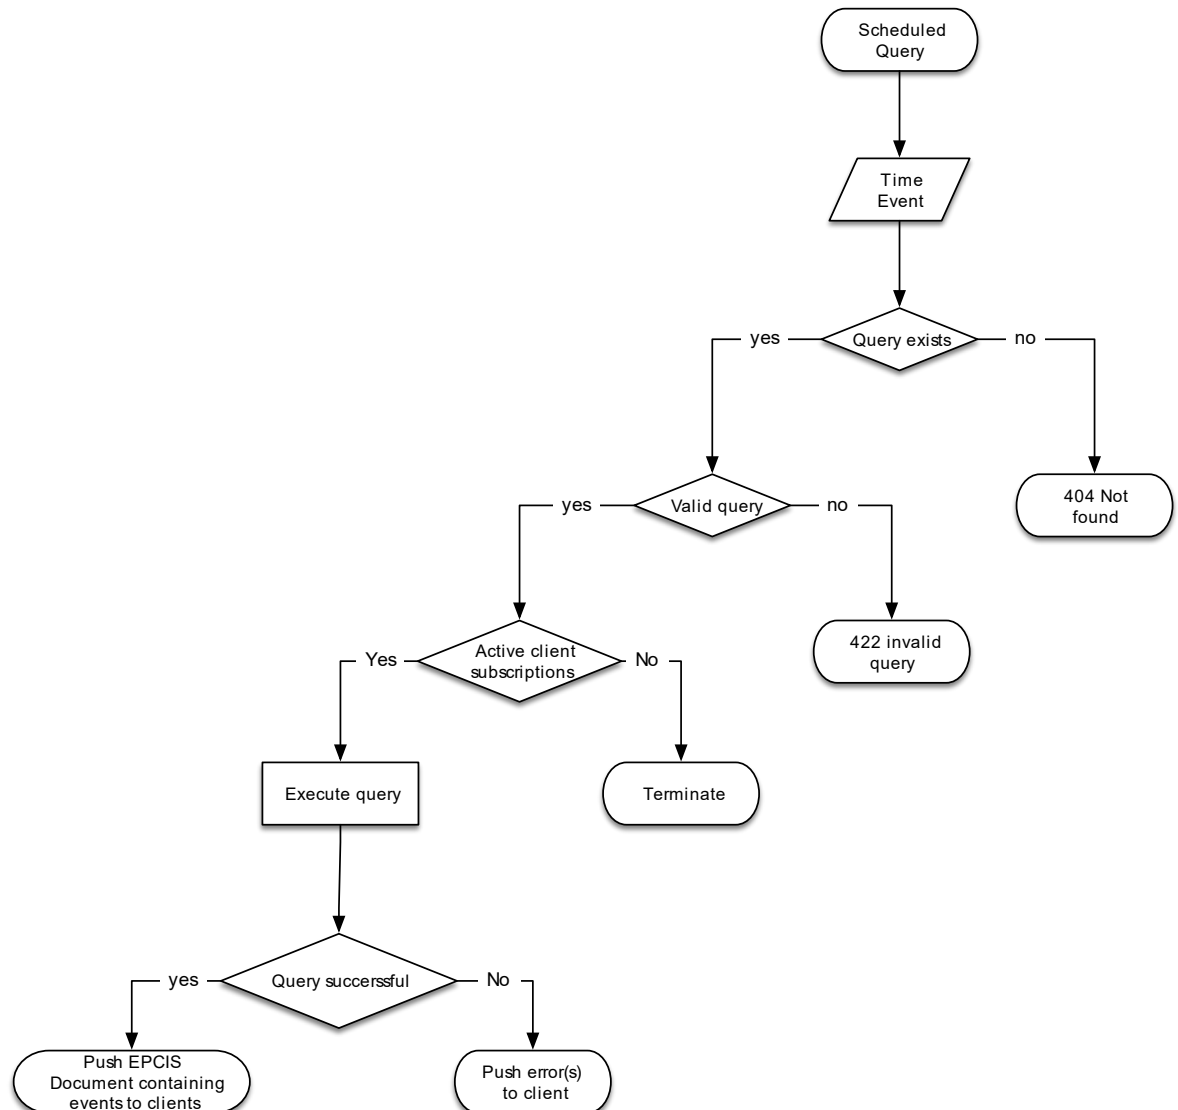 Scheduled
Query
Time
Event
yes
Query exists
no
yes
Valid query
no
404 Not
found
Yes
Active client
subscriptions
No
422 invalid
query
Execute query
Terminate
yes
Query succerssful
No
Push EPCIS
Document containing
events to clients
Push error(s)
to client